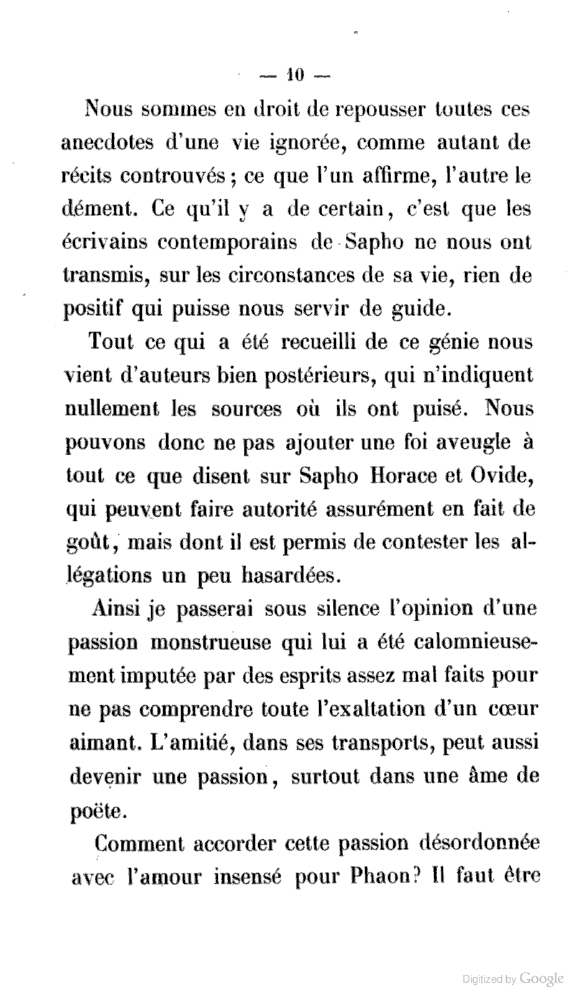 — 10 —
Nous sommes en droit de repousser toutes ces
anecdotes d'une vie ignorée, comme autant de
récits controuvés ; ce que l'un affirme, l'autre le
dément. Ce qu'il y a de certain, c'est que les
écrivains contemporains de Sapho ne nous ont
transmis, sur les circonstances de sa vie, rien de
positif qui puisse nous servir de guide.
Tout ce qui a été recueilli de ce génie nous
vient d'auteurs bien postérieurs, qui n'indiquent
nullement les sources où ils ont puisé. Nous
pouvons donc ne pas ajouter une foi aveugle à
tout ce que disent sur Sapho Horace et Ovide,
qui peuvent faire autorité assurément en fait de
goût, mais dont il est permis de contester les al-
légations un peu hasardées.
Ainsi je passerai sous silence l'opinion d'une
passion monstrueuse qui lui a été calomnieuse-
ment imputée par des esprits assez mal faits pour
ne pas comprendre toute l'exaltation d'un cœur
aimant. L'amitié, dans ses transports, peut aussi
devenir une passion, surtout dans une âme de
poëte.
Comment accorder cette passion désordonnée
avec l'amour insensé pour Phaon? Il faut être
Digitized by Google